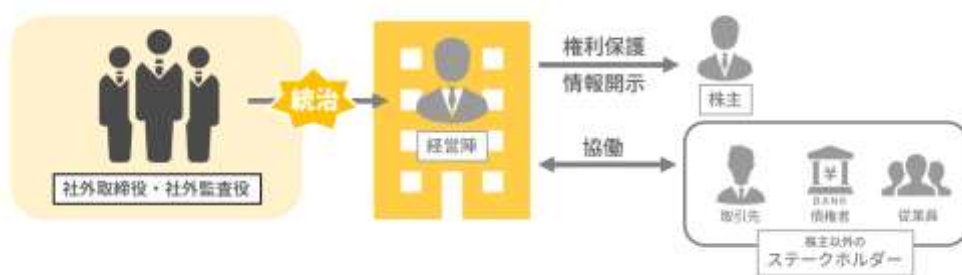 社外取締役・社外監査役
統治
経営陣
権利保護
情報開示
株主
協働
取引先
¥
BANK
債権者
従業員
株主以外の
ステークホルダー